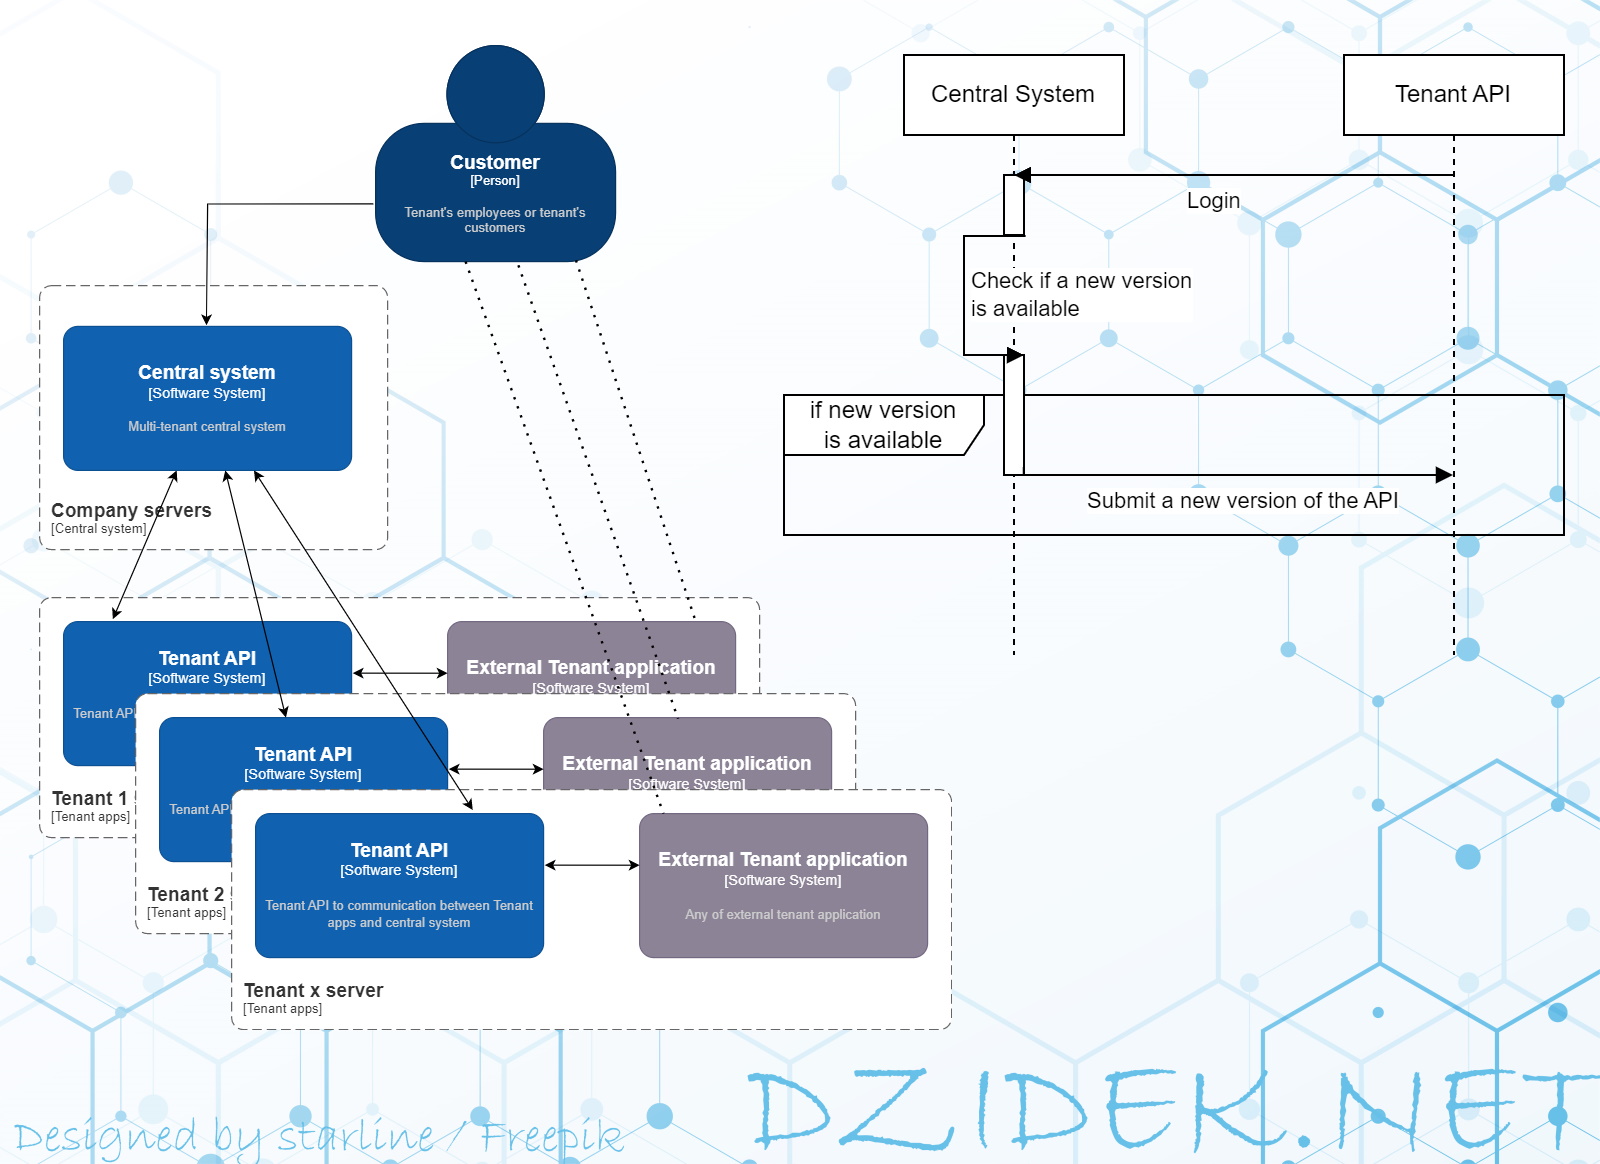 Customer
[Person]
Tenant's employees or tenant's
customers
Central system
[Software System]
Multi-tenant central system
Company servers
[Central system]
Tenant API
[Software System]
Tenant API
External Tenant application
[Software System]
Tenant 1
[Tenant apps]
Tenant API
[Software System]
Tenant API
External Tenant application
[Software System]
Tenant 2
[Tenant apps]
Tenant API
[Software System]
Tenant API to communication between Tenant
apps and central system
External Tenant application
[Software System]
Any of external tenant application
Tenant x server
[Tenant apps]
Central System
Tenant API
Login
Check if a new version
is available
if new version
is available
Submit a new version of the API
Designed by starline / Freepik
DZIDEK.NET